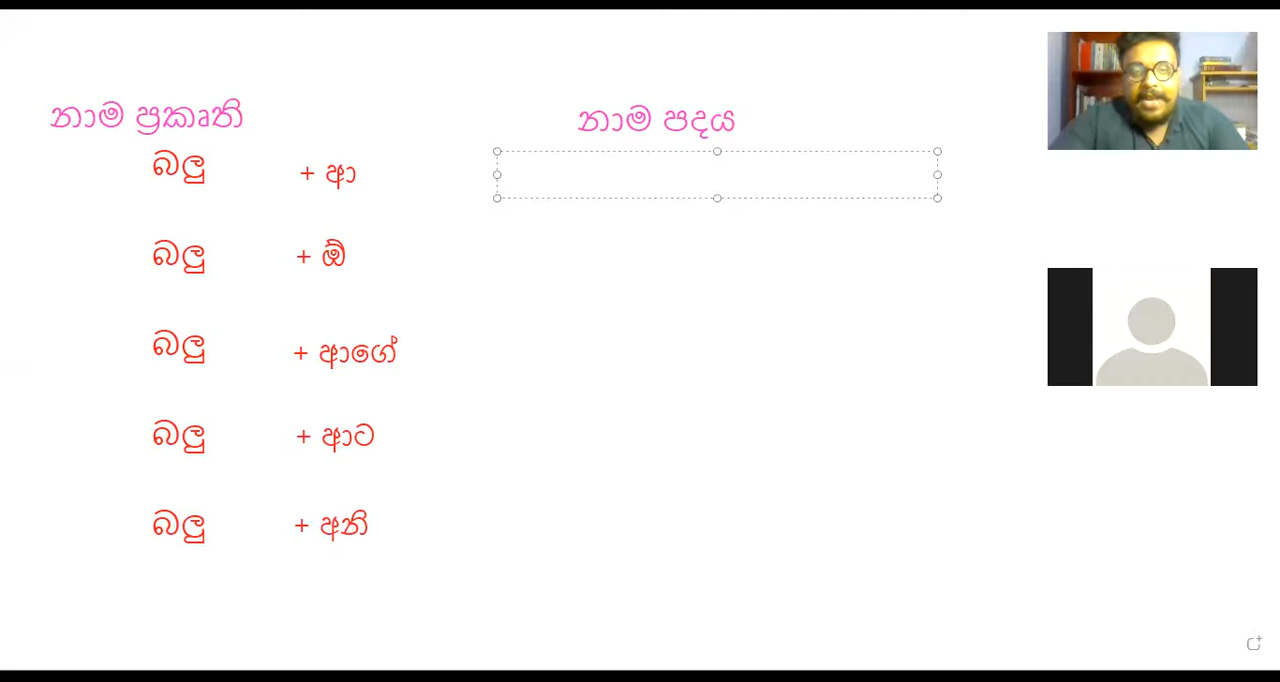 නාම ප්‍රකෘති නාම පදය
බලු + ආ
බලු + ඕ
බලු + ආගේ
බලු + ආට
බලු + අනි